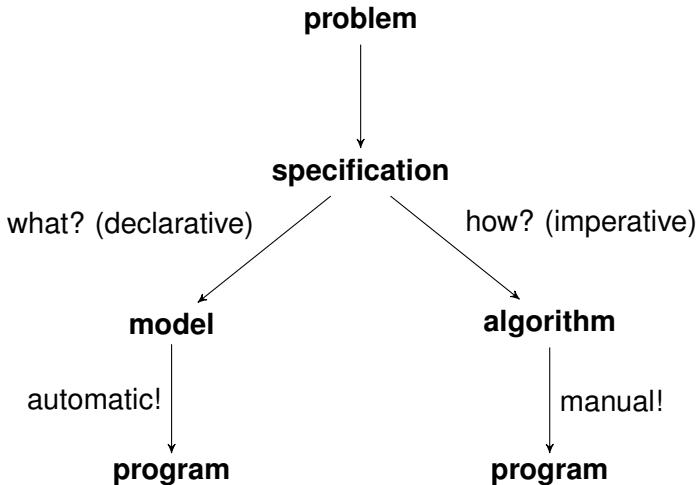 problem
specification
what? (declarative)
how? (imperative)
model
algorithm
automatic!
manual!
program
program